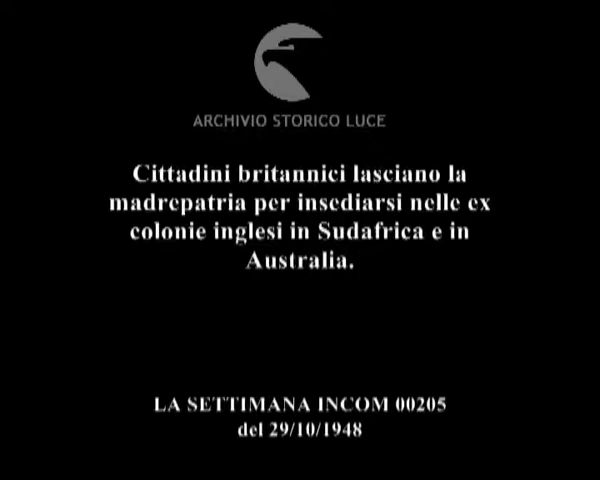 ARCHIVIO STORICO LUCE
Cittadini britannici lasciano la
madrepatria per insediarsi nelle ex
colonie inglesi in Sudafrica e in
Australia.
LA SETTIMANA INCOM 00205
del 29/10/1948